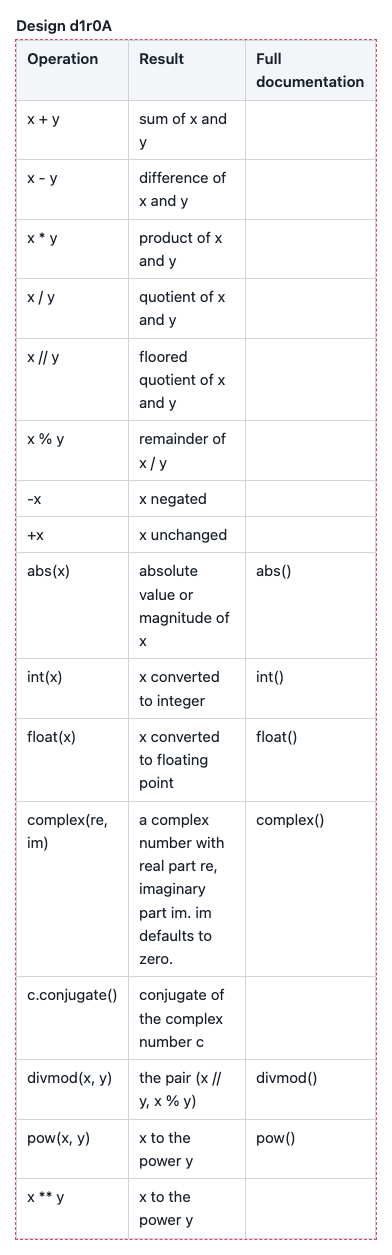 Design d1r0A
Operation Result Full
documentation
x + y sum of x and
y
x - y difference of
x and y
x * y product of x
and y
x / y quotient of x
and y
x // y floored
quotient of x
and y
x % y remainder of
x / y
-x x negated
+x x unchanged
abs(x) absolute abs()
value or
magnitude of
x
int(x) x converted int()
to integer
float(x) x converted float()
to floating
point
complex(re, a complex complex()
im) number with
real part re,
imaginary
part im. im
defaults to
zero.
c.conjugate() conjugate of
the complex
number c
divmod(x, y) the pair (x // divmod()
y, x % y)
pow(x, y) x to the pow()
power y
x ** y x to the
power y